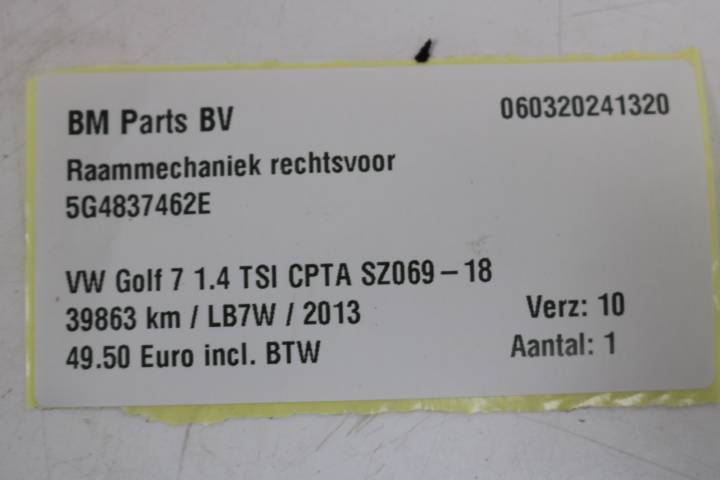 BM Parts BV 060320241320
Raammechaniek rechtsvoor
5G4837462E
VW Golf 7 1.4 TSI CPTA SZ069 – 18
39863 km / LB7W / 2013 Verz: 10
49.50 Euro incl. BTW Aantal: 1